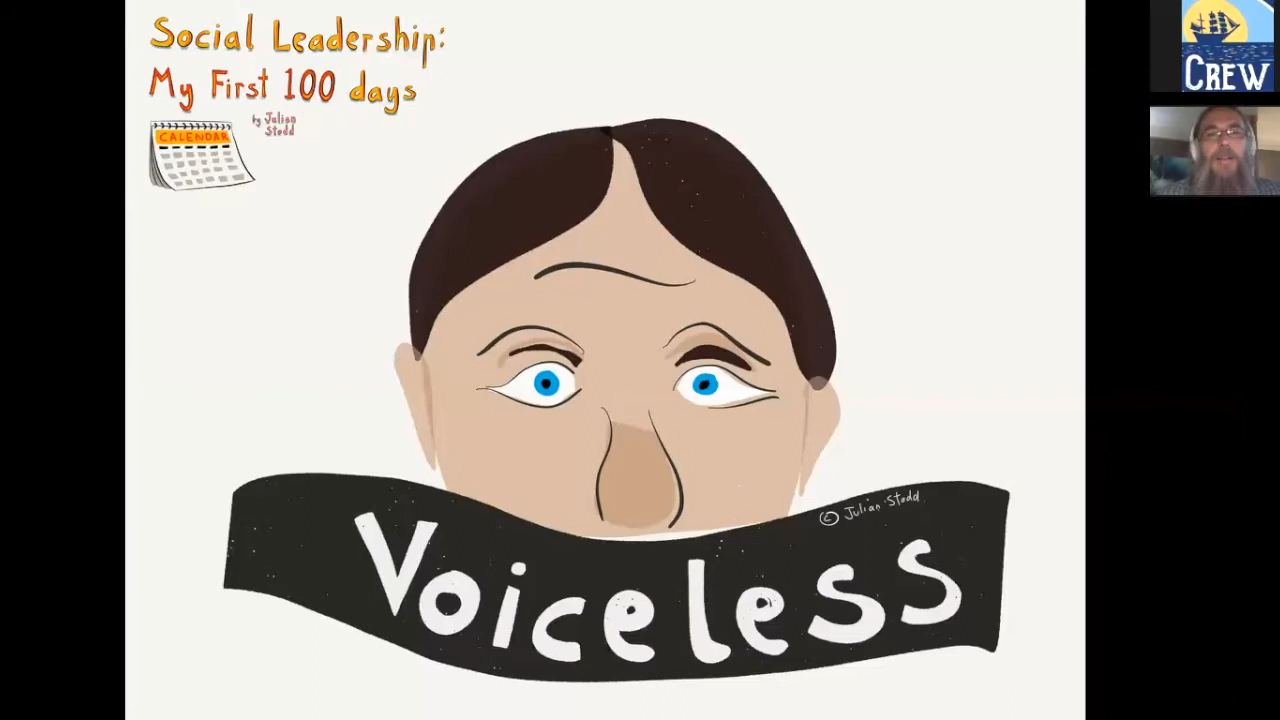 Social Leadership:
My First 100 days
by Julian
Stodd
CALENDAR
CREW
© Julian Stodd
Voiceless